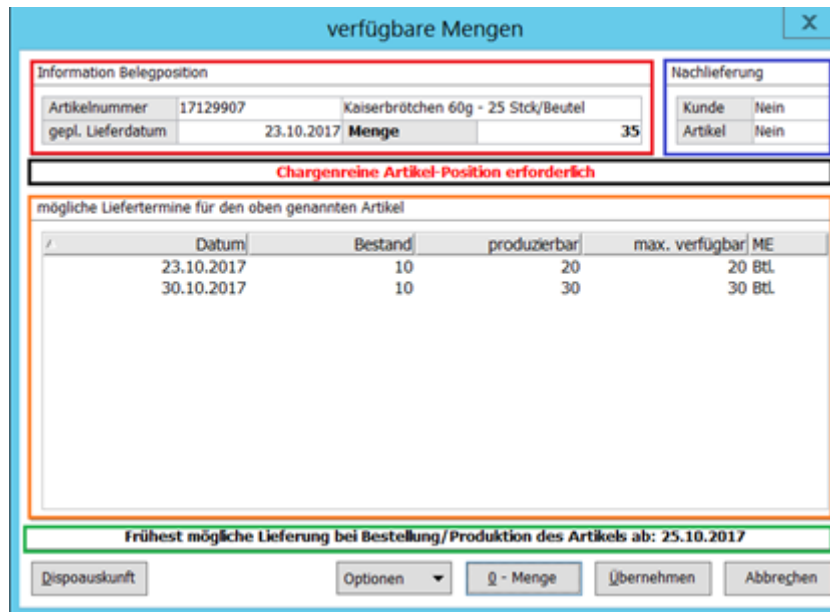 verfügbare Mengen
X
Information Belegposition
Nachlieferung
Artikelnummer 17129907 Kaiserbrötchen 60g - 25 Stck/Beutel
Kunde Nein
gepl. Lieferdatum 23.10.2017 Menge 35
Artikel Nein
Chargenreine Artikel-Position erforderlich
mögliche Liefertermine für den oben genannten Artikel
Datum Bestand produzierbar max. verfügbar ME
23.10.2017 10 20 20 Btl.
30.10.2017 10 30 30 Btl.
Frühest mögliche Lieferung bei Bestellung/Produktion des Artikels ab: 25.10.2017
Dispoauskunft Optionen 0 - Menge Übernehmen Abbrechen